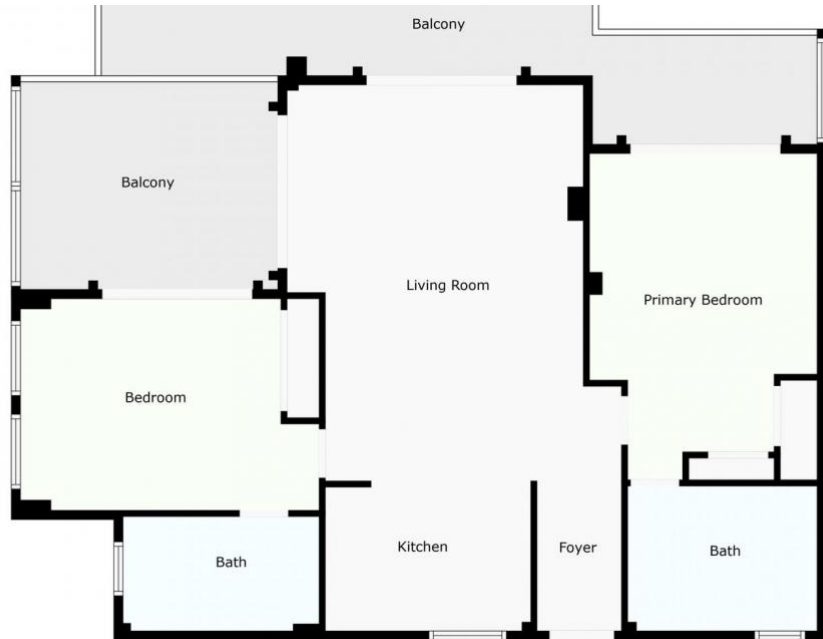 Balcony
Balcony
Living Room
Primary Bedroom
Bedroom
Bath
Kitchen
Foyer
Bath